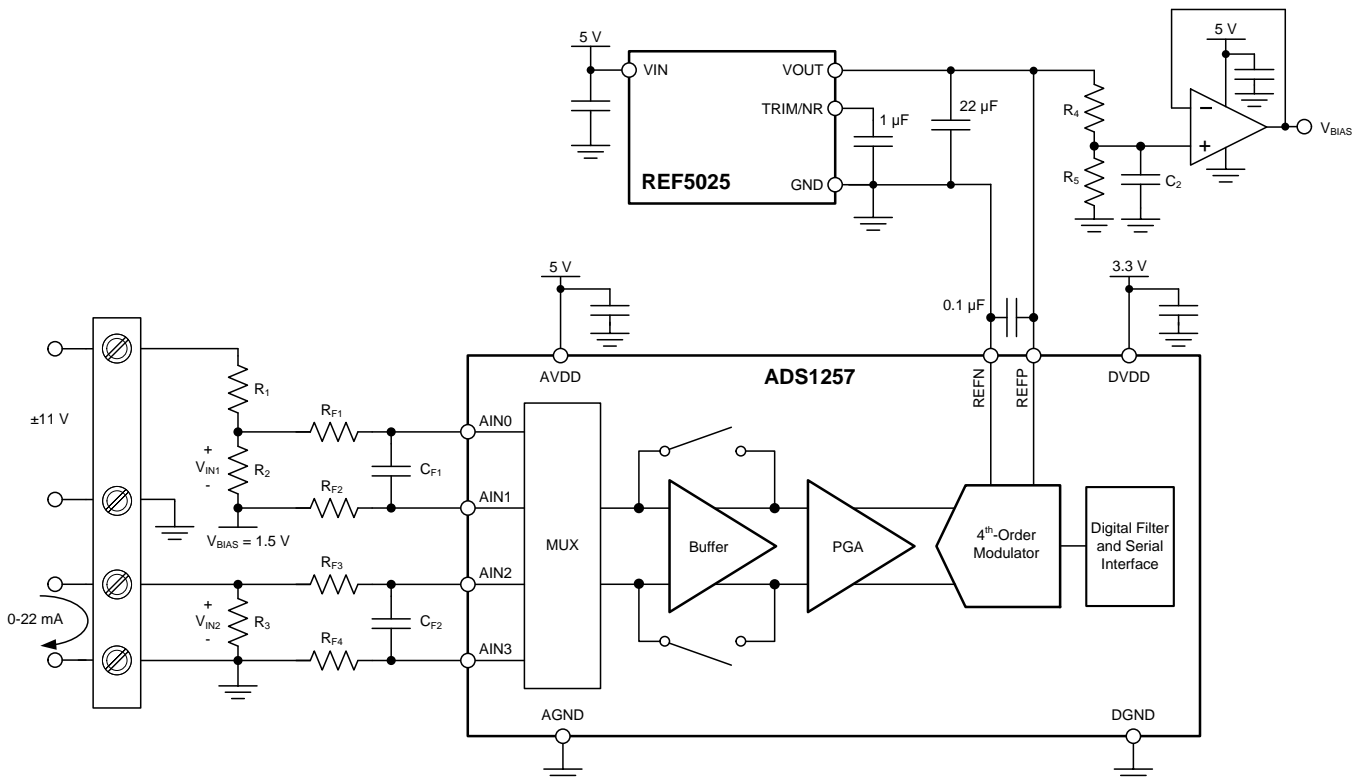 5 V
5 V
VIN
VOUT
TRIM/NR
1 µF
22 µF
R4
VBIAS
REF5025
GND
R5
C2
5 V
3.3 V
0.1 µF
AVDD
ADS1257
REFN
REFP
DVDD
±11 V
R1
RF1
AIN0
+
VIN1
-
R2
CF1
RF2
AIN1
VBIAS = 1.5 V
MUX
Buffer
PGA
4th-Order
Modulator
Digital Filter
and Serial
Interface
RF3
AIN2
0-22 mA
+
VIN2
-
R3
CF2
RF4
AIN3
AGND
DGND